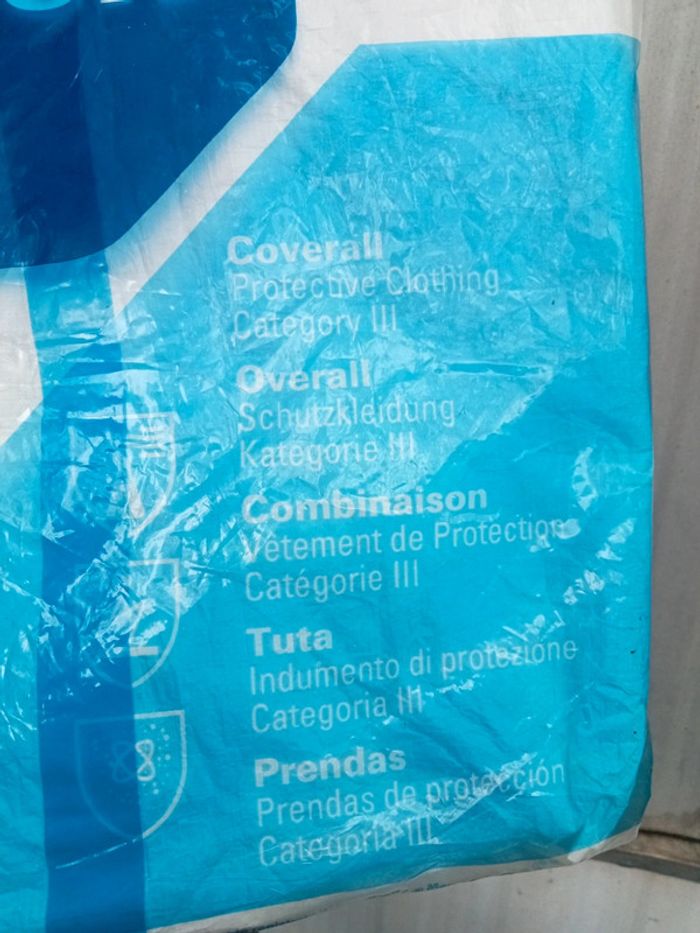 Coverall
Protective Clothing
Category III
Overall
Schutzkleidung
Kategorie III
Combinaison
Vêtement de Protection
Catégorie III
Tuta
Indumento di protezione
Categoria III
Prendas
Prendas de protección
Categoria III